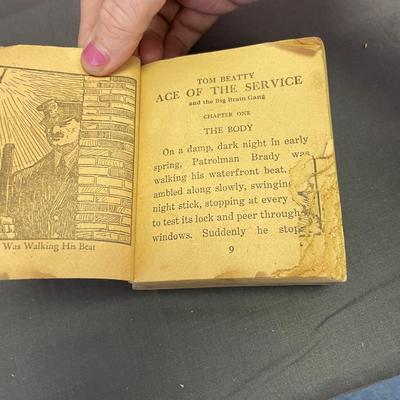 Was Walking His Beat
TOM BEATTY
ACE OF THE SERVICE
and the Big Brain Gang
CHAPTER ONE
THE BODY
On a damp, dark night in early
spring, Patrolman Brady was
walking his waterfront beat.
ambled along slowly, swinging
night stick, stopping at every
to test its lock and peer through
windows. Suddenly he
9